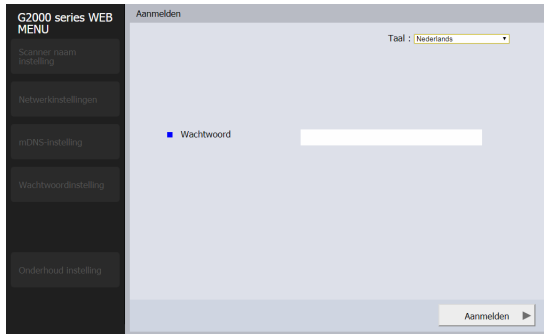 G2000 series WEB
MENU
Scanner naam
instelling
Netwerkinstellingen
mDNS-instelling
Wachtwoordinstelling
Onderhoud instelling
Aanmelden
Taal : Nederlands
Wachtwoord
Aanmelden